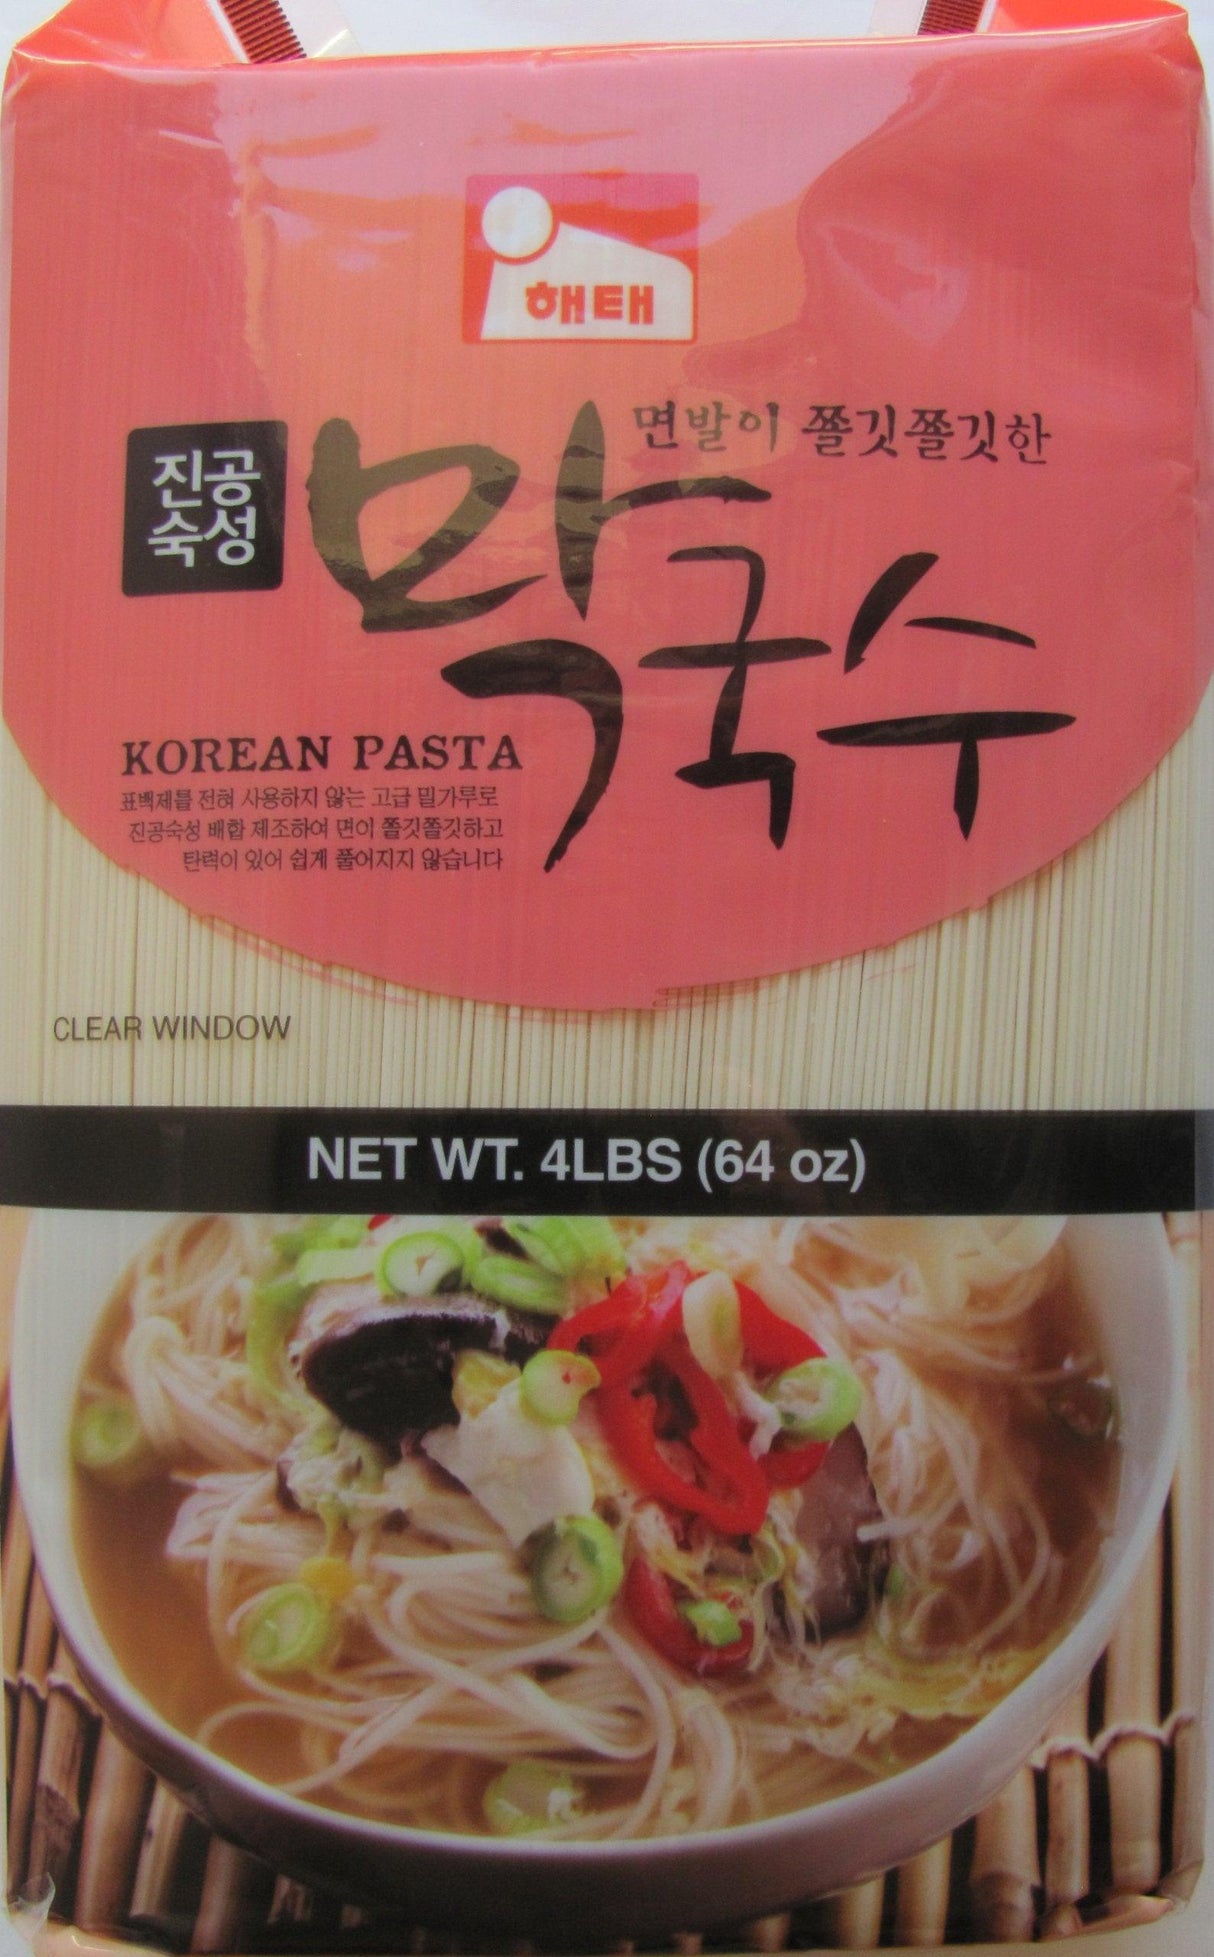 해태
면발이 쫄깃쫄깃한
진공
숙성
막국수
KOREAN PASTA
표백제를 전혀 사용하지 않는 고급 밀가루로
진공숙성 배합 제조하여 면이 쫄깃쫄깃하고
탄력이 있어 쉽게 풀어지지 않습니다
CLEAR WINDOW
NET WT. 4LBS (64 oz)